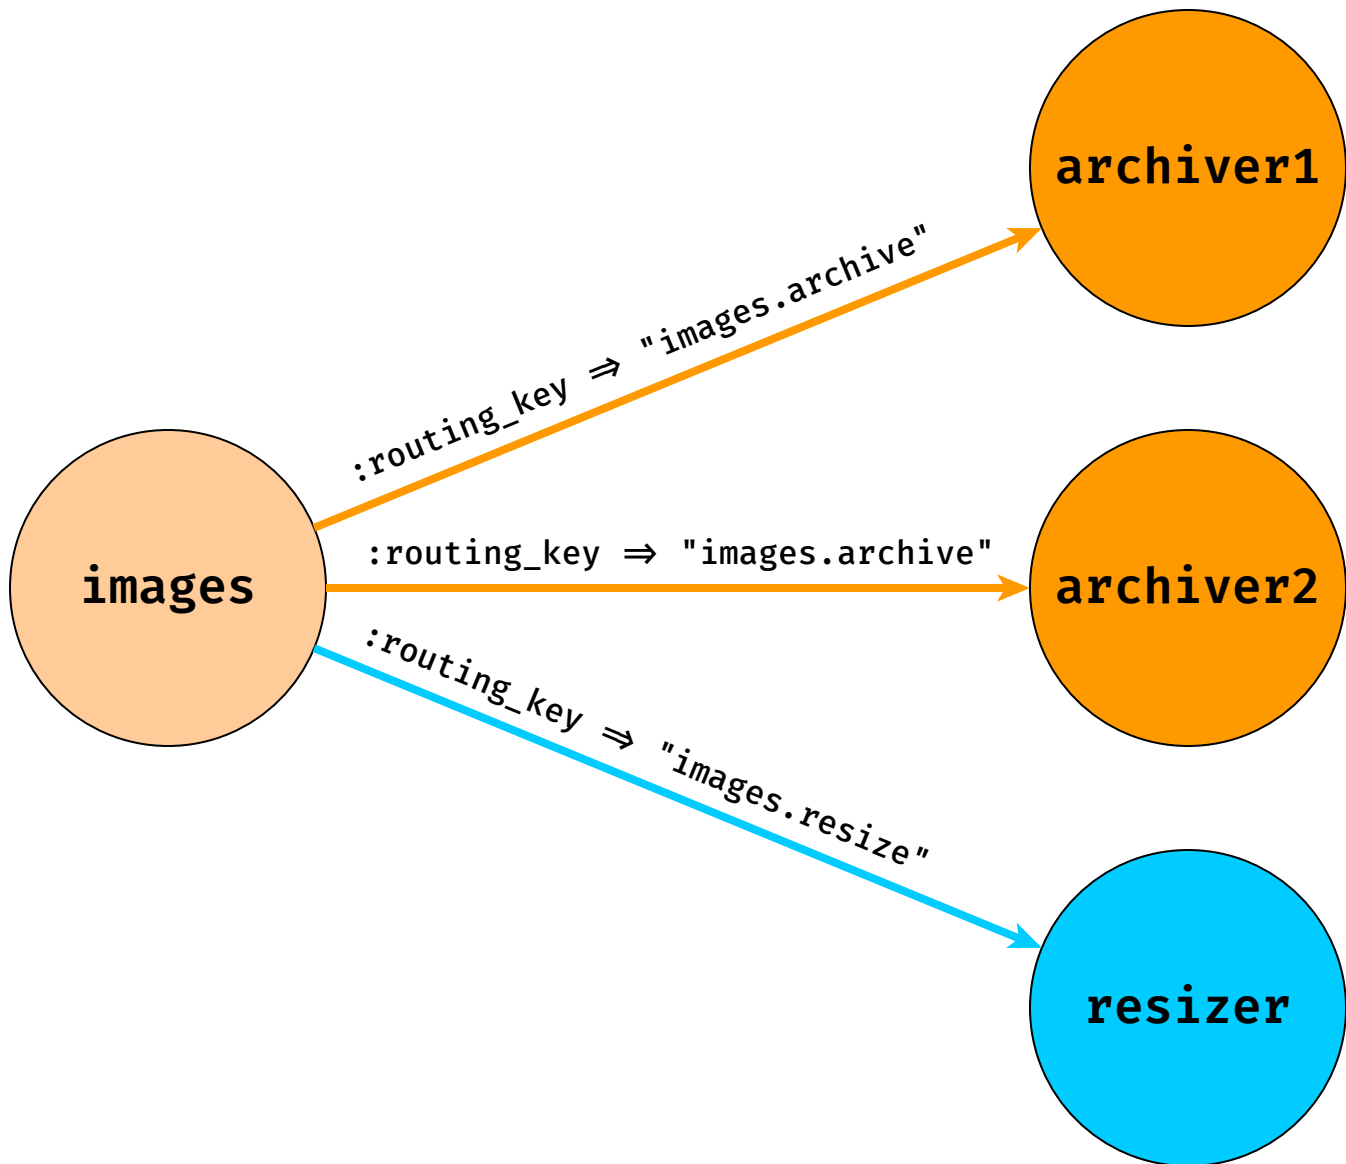 archiver1
:routing_key => "images.archive"
images
:routing_key => "images.archive"
archiver2
:routing_key => "images.resize"
resizer